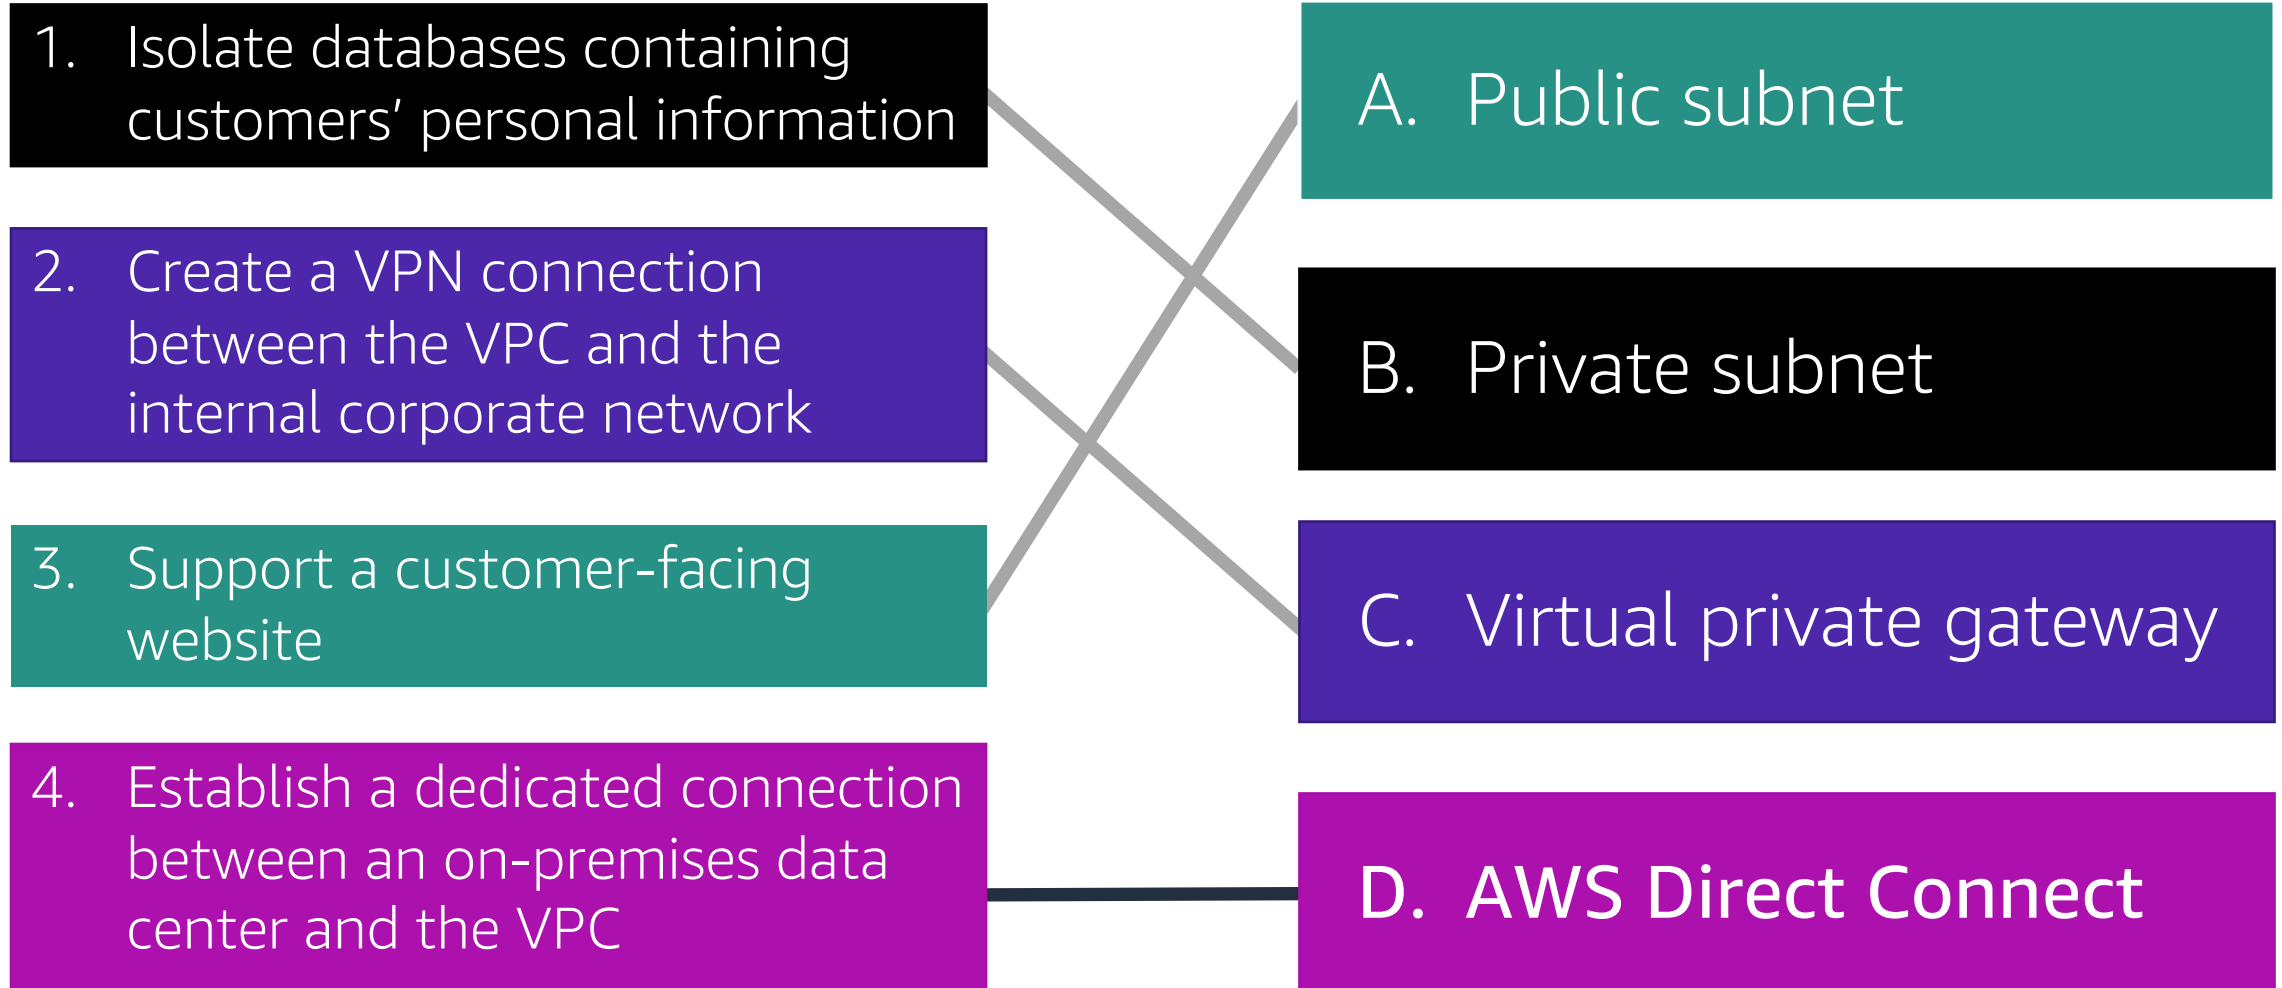 1. Isolate databases containing
customers’ personal information
2. Create a VPN connection
between the VPC and the
internal corporate network
3. Support a customer-facing
website
4. Establish a dedicated connection
between an on-premises data
center and the VPC
A. Public subnet
B. Private subnet
C. Virtual private gateway
D. AWS Direct Connect